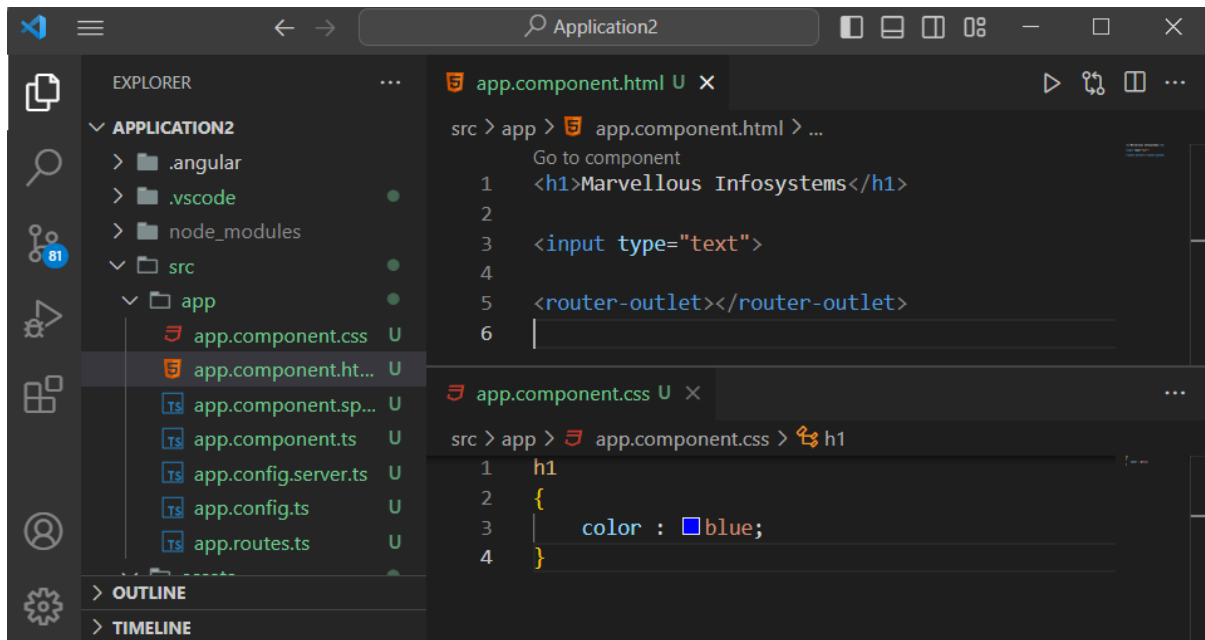 Application2
EXPLORER
APPLICATION2
.angular
.vscode
node_modules
src
app
app.component.css U
app.component.ht... U
app.component.sp... U
app.component.ts U
app.config.server.ts U
app.config.ts U
app.routes.ts U
OUTLINE
TIMELINE
81
app.component.html U
src > app > app.component.html > ...
Go to component
1 <h1>Marvellous Infosystems</h1>
2
3 <input type="text">
4
5 <router-outlet></router-outlet>
6
app.component.css U
src > app > app.component.css > h1
1 h1
2 {
3 color : blue;
4 }